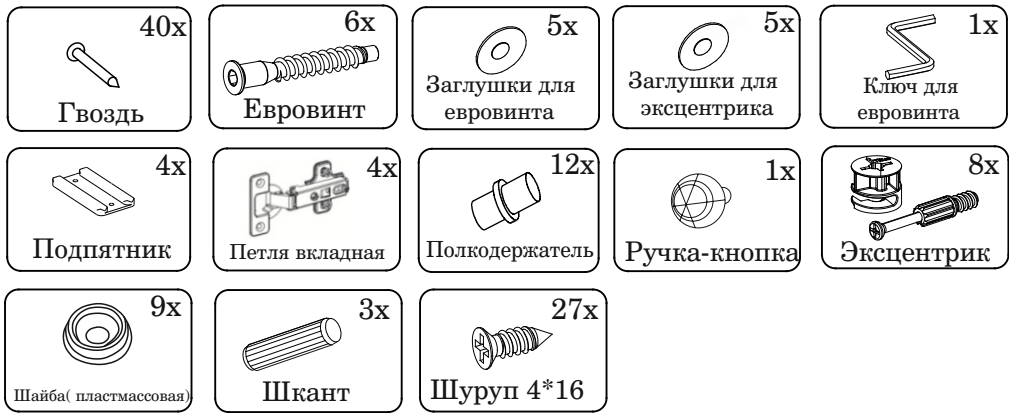 40x
Гвоздь
6x
Евровинт
5x
Заглушки для
евровинта
5x
Заглушки для
эксцентрика
1x
Ключ для
евровинта
4x
Подпятник
4x
Петля вкладная
12x
Полкодержатель
1x
Ручка-кнопка
8x
Эксцентрик
9x
Шайба( пластмассовая)
3x
Шкант
27x
Шуруп 4*16